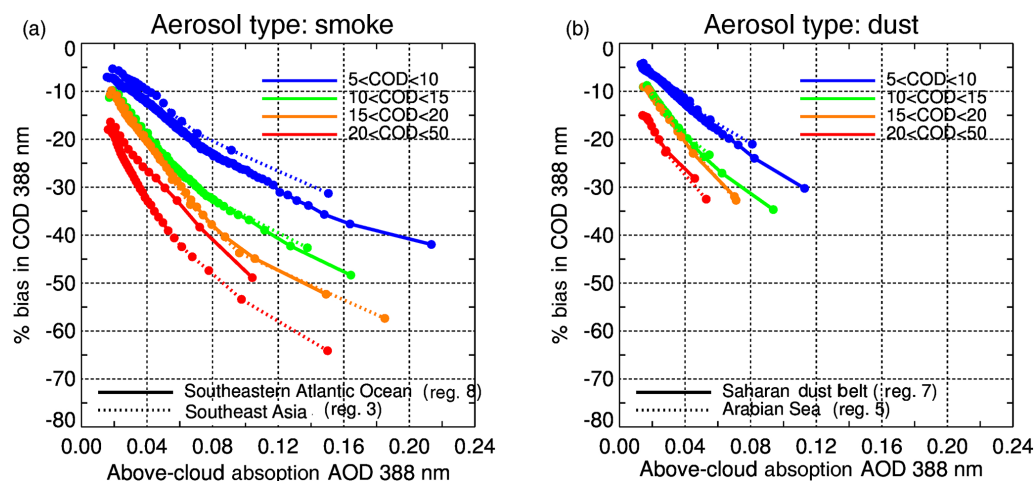 (a) Aerosol type: smoke
0
-10
-20
-30
-40
-50
-60
-70
-80
% bias in COD 388 nm
5<COD<10
10<COD<15
15<COD<20
20<COD<50
Southeastern Atlantic Ocean (reg. 8)
Southeast Asia (reg. 3)
0.00 0.04 0.08 0.12 0.16 0.20 0.24
Above-cloud absoption AOD 388 nm
(b) Aerosol type: dust
0
-10
-20
-30
-40
-50
-60
-70
-80
% bias in COD 388 nm
5<COD<10
10<COD<15
15<COD<20
20<COD<50
Saharan dust belt ( reg. 7)
Arabian Sea (reg. 5)
0.00 0.04 0.08 0.12 0.16 0.20 0.24
Above-cloud absoption AOD 388 nm